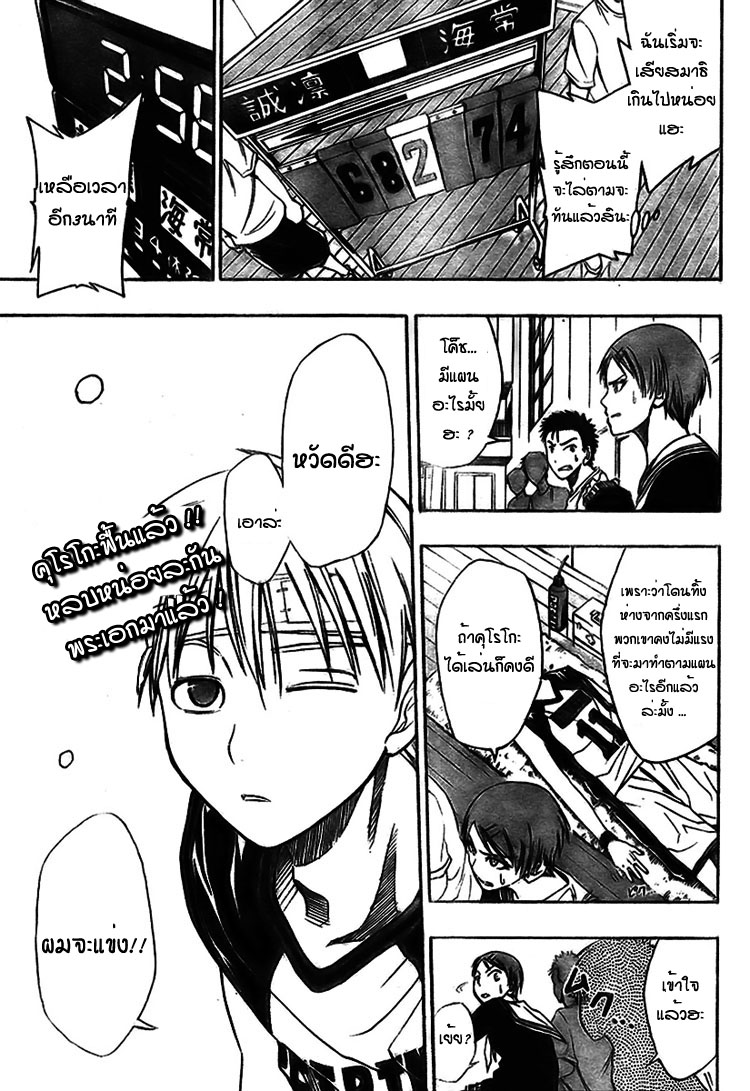 ฉันเริ่มจะ
เสียสมาธิ
เกินไปหน่อย
แฮะ
รู้สึกตอนนี้
จะไล่ตามจะ
ทันแล้วสินะ
海常
誠凛
68
2
74
2:58
เหลือเวลา
อีก3นาที
海常
34
โค้ช...
มีแผน
อะไรมั้ย
ฮะ ?
หวัดดีฮะ
เอาล่ะ
คุโรโกะฟื้นแล้ว !!
หลบหน่อยละกัน
พระเอกมาแล้ว !
เพราะว่าโดนทิ้ง
ห่างจากครึ่งแรก
พวกเขาคงไม่มีแรง
ที่จะมาทำตามแผน
อะไรอีกแล้ว
ล่ะมั้ง ...
ถ้าคุโรโกะ
ได้เล่นก็คงดี
11
ผมจะแข่ง!!
เข้าใจ
แล้วฮะ
ムク...
เย้ย?